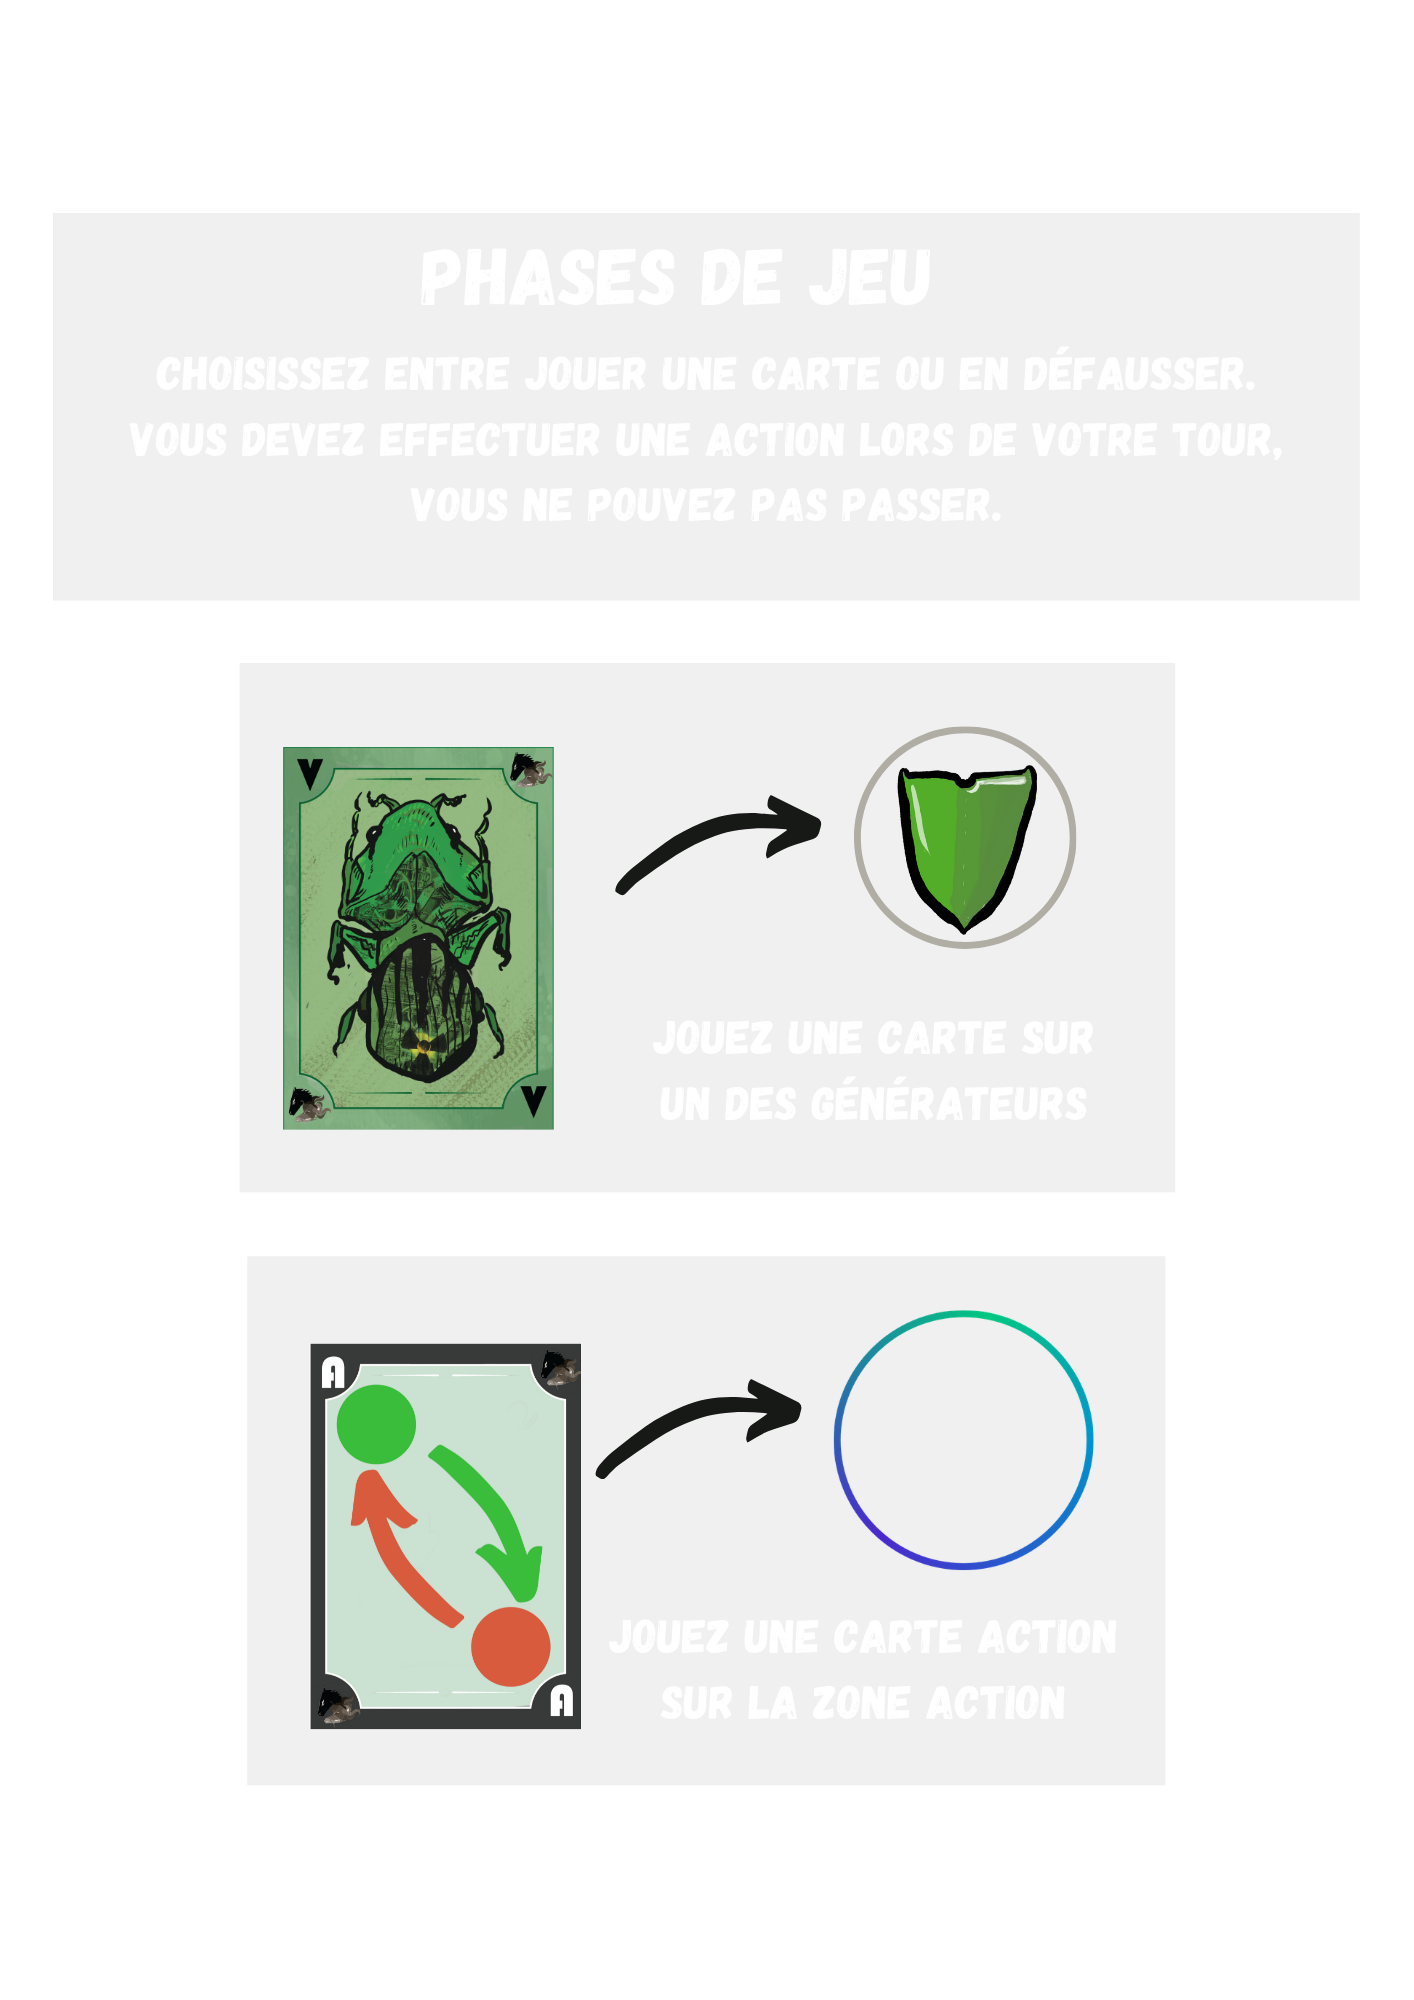 PHASES DE JEU
CHOISISSEZ ENTRE JOUER UNE CARTE OU EN DÉFAUSSER.
VOUS DEVEZ EFFECTUER UNE ACTION LORS DE VOTRE TOUR,
VOUS NE POUVEZ PAS PASSER.
V
V
JOUEZ UNE CARTE SUR
UN DES GÉNÉRATEURS
A
A
JOUEZ UNE CARTE ACTION
SUR LA ZONE ACTION